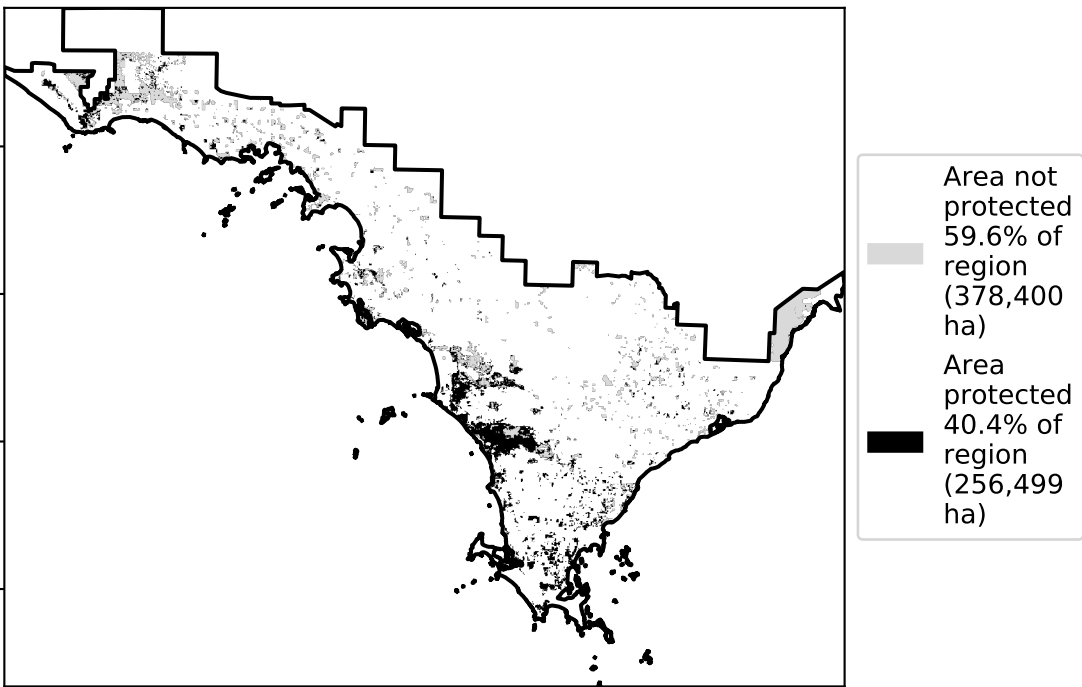 Area not
protected
59.6% of
region
(378,400
ha)
Area
protected
40.4% of
region
(256,499
ha)